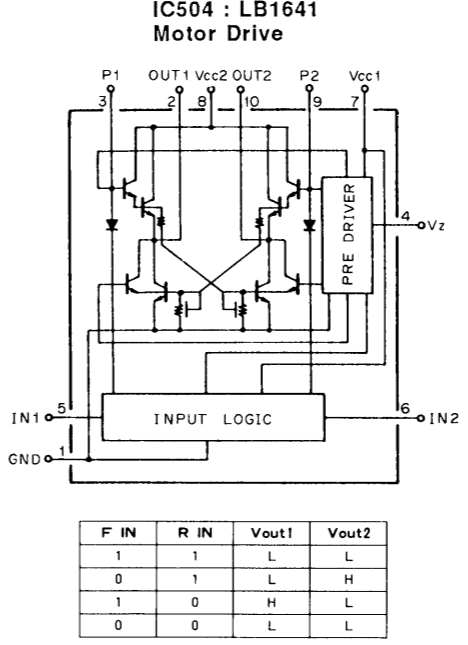 IC504 : LB1641
Motor Drive
P1 OUT1 Vcc2 OUT2 P2 Vcc1
3 2 8 10 9 7
PRE DRIVER
4 Vz
IN1 5 INPUT LOGIC 6 IN2
GND 1
F IN R IN Vout1 Vout2
1 1 L L
0 1 L H
1 0 H L
0 0 L L